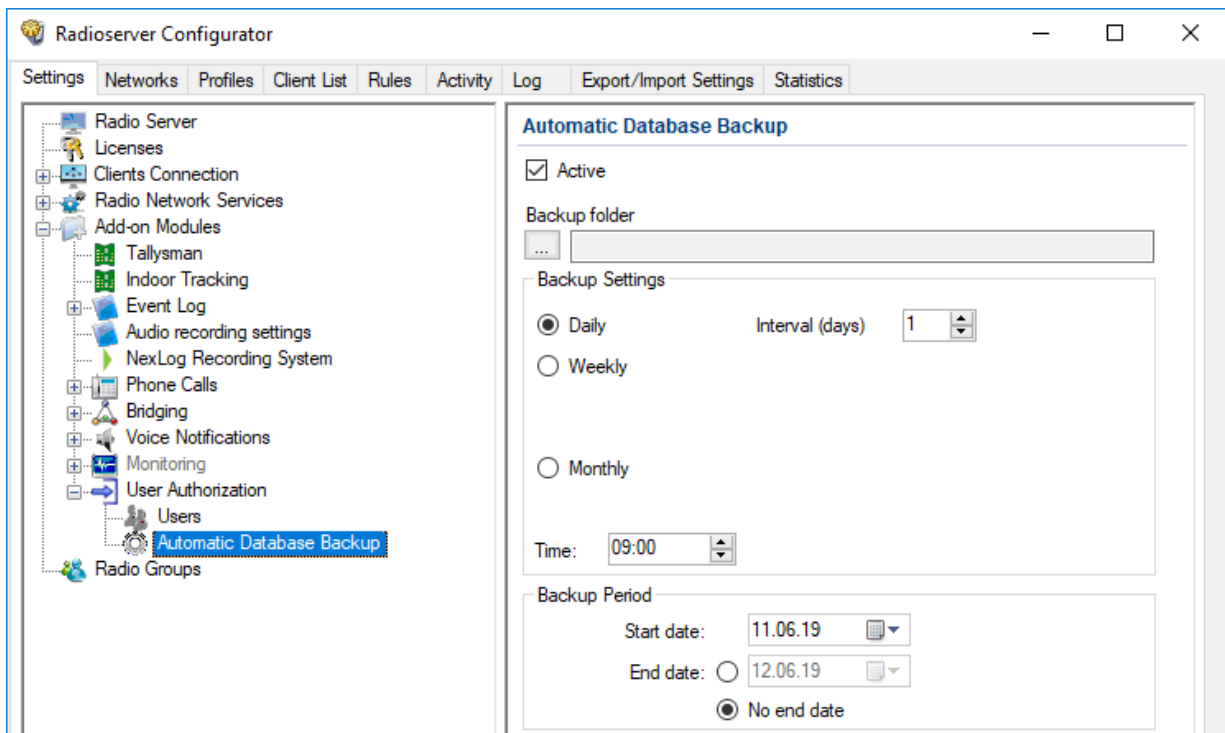 Radioserver Configurator
Settings Networks Profiles Client List Rules Activity Log Export/Import Settings Statistics
Radio Server
Licenses
Clients Connection
Radio Network Services
Add-on Modules
Tallysman
Indoor Tracking
Event Log
Audio recording settings
NexLog Recording System
Phone Calls
Bridging
Voice Notifications
Monitoring
User Authorization
Users
Automatic Database Backup
Radio Groups
Automatic Database Backup
Active
Backup folder
...
Backup Settings
Daily Interval (days) 1
Weekly
Monthly
Time: 09:00
Backup Period
Start date: 11.06.19
End date: 12.06.19
No end date